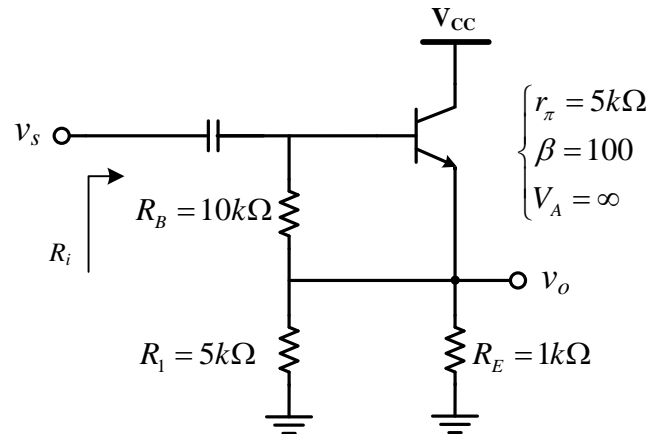 V_CC
v_s
r_π = 5kΩ
β = 100
V_A = ∞
R_i
R_B = 10kΩ
v_o
R_1 = 5kΩ
R_E = 1kΩ